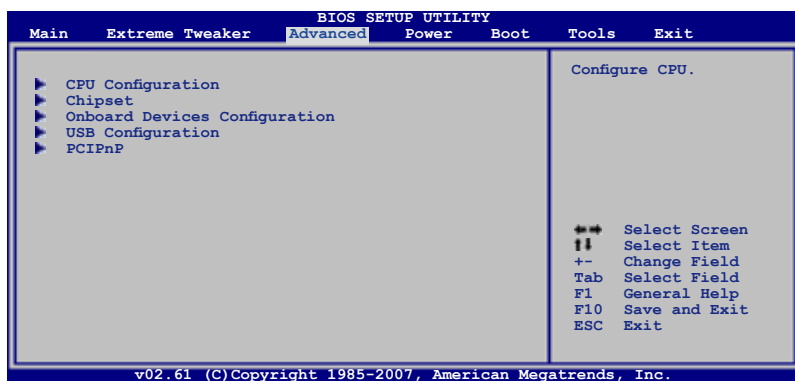 BIOS SETUP UTILITY
Main Extreme Tweaker Advanced Power Boot Tools Exit
CPU Configuration
Chipset
Onboard Devices Configuration
USB Configuration
PCIPnP
Configure CPU.
Select Screen
Select Item
+- Change Field
Tab Select Field
F1 General Help
F10 Save and Exit
ESC Exit
v02.61 (C)Copyright 1985-2007, American Megatrends, Inc.